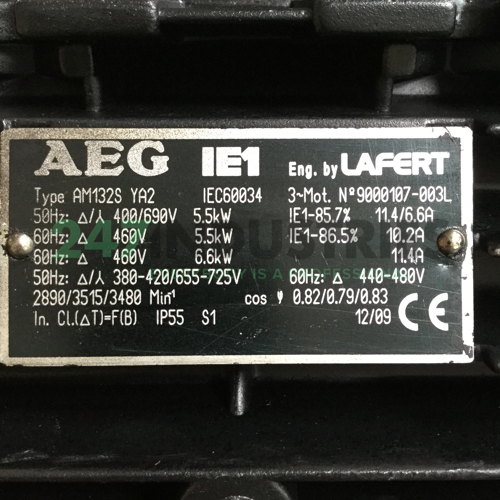 AEG IE1 Eng. by LAFERT
Type AM132S YA2 IEC60034 3~Mot. N°9000107-003L
50Hz: △/⅄ 400/690V 5.5kW IE1-85.7% 11.4/6.6A
60Hz: △ 460V 5.5kW IE1-86.5% 10.2A
60Hz: △ 460V 6.6kW 11.4A
50Hz: △/⅄ 380-420/655-725V 60Hz: △ 440-480V
2890/3515/3480 Min¹ cos φ 0.82/0.79/0.83
In. Cl.(△T)=F(B) IP55 S1 12/09 CE